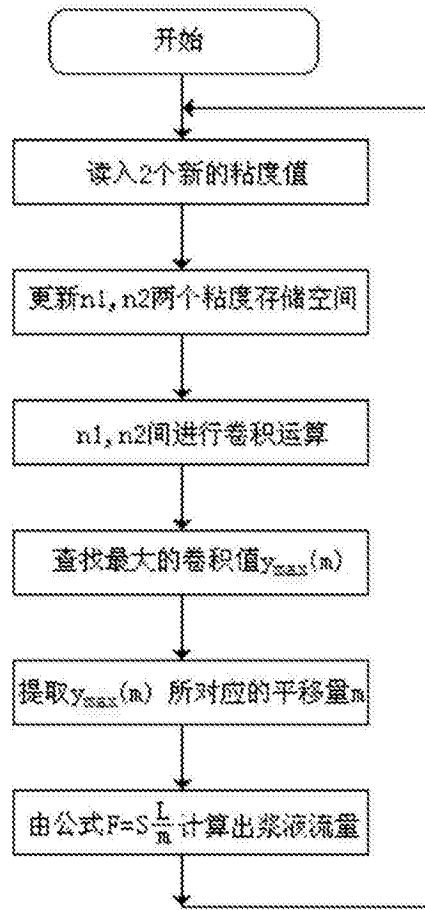 开始
读入2个新的粘度值
更新n1,n2两个粘度存储空间
n1,n2间进行卷积运算
查找最大的卷积值ymax(m)
提取ymax(m) 所对应的平移量m
由公式F=S L/m 计算出浆液流量